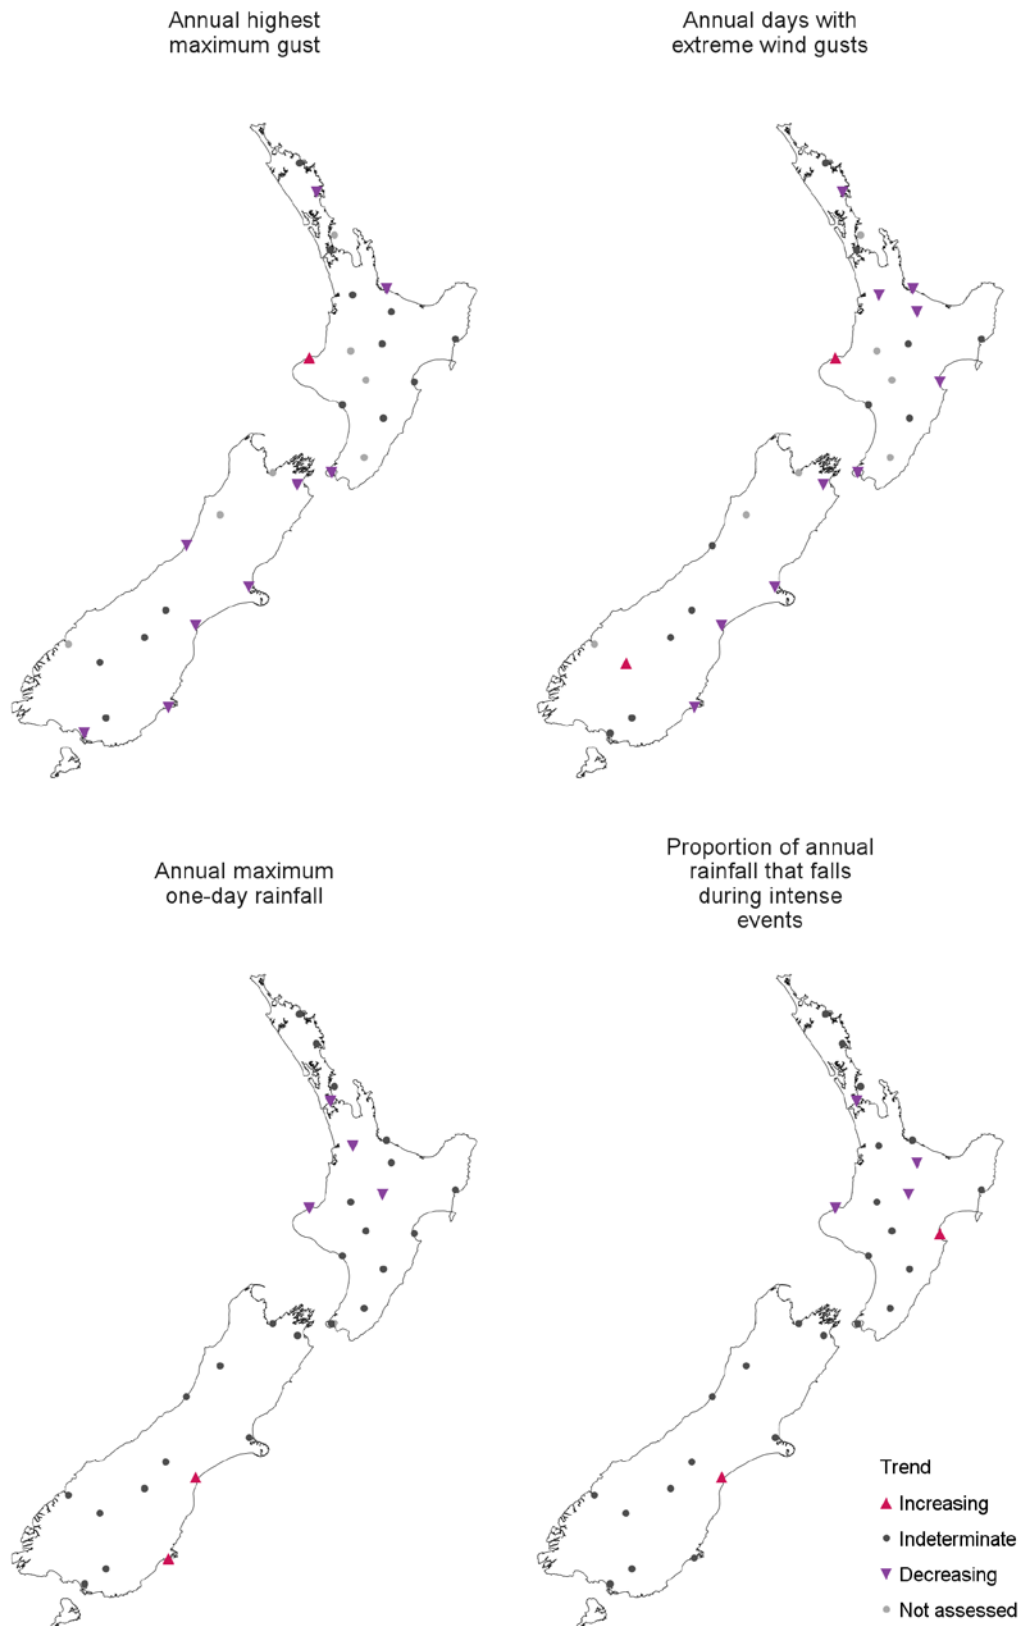 Annual highest
maximum gust
Annual days with
extreme wind gusts
Annual maximum
one-day rainfall
Proportion of annual
rainfall that falls
during intense
events
Trend
Increasing
Indeterminate
Decreasing
Not assessed